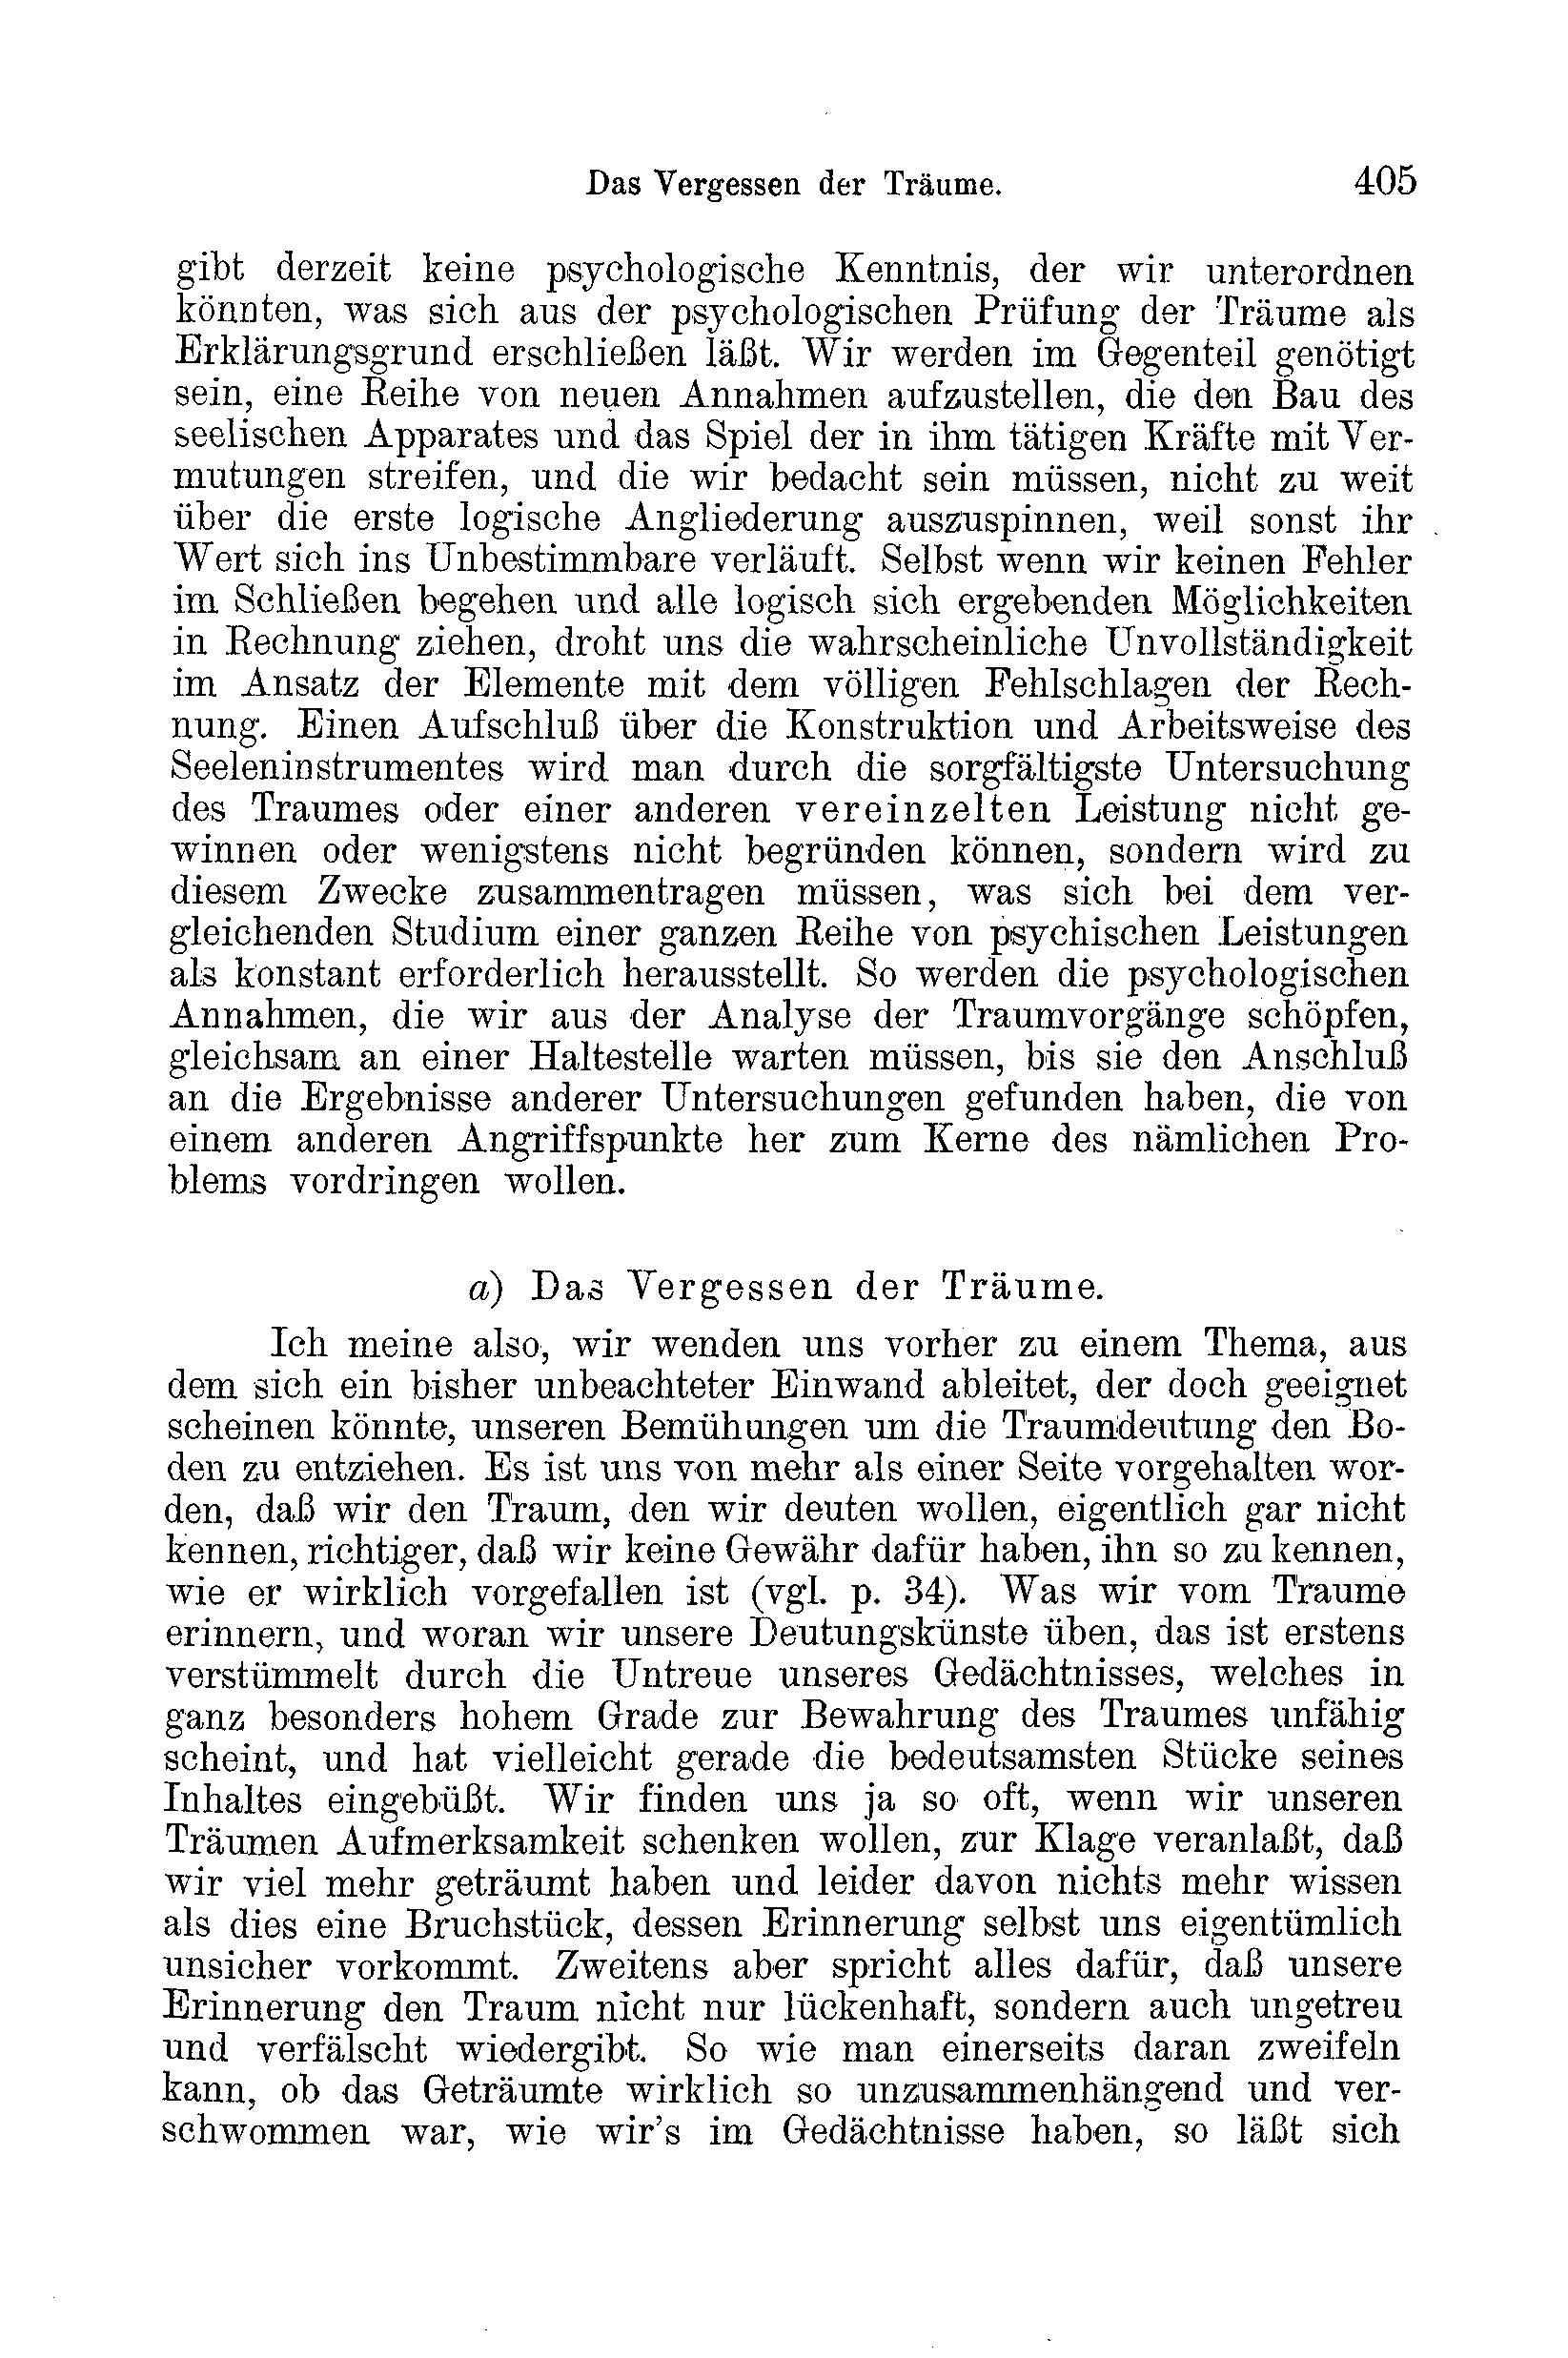 Das Vergessen der Träume. 405
gibt derzeit keine psychologische Kenntnis, der wir unterordnen
könnten, was sich aus der psychologischen Prüfung der Träume als
Erklärungsgrund erschließen läßt. Wir werden im Gegenteil genötigt
sein, eine Reihe von neuen Annahmen aufzustellen, die den Bau des
seelischen Apparates und das Spiel der in ihm tätigen Kräfte mit Ver-
mutungen streifen, und die wir bedacht sein müssen, nicht zu weit
über die erste logische Angliederung auszuspinnen, weil sonst ihr
Wert sich ins Unbestimmbare verläuft. Selbst wenn wir keinen Fehler
im Schließen begehen und alle logisch sich ergebenden Möglichkeiten
in Rechnung ziehen, droht uns die wahrscheinliche Unvollständigkeit
im Ansatz der Elemente mit dem völligen Fehlschlagen der Rech-
nung. Einen Aufschluß über die Konstruktion und Arbeitsweise des
Seeleninstrumentes wird man durch die sorgfältigste Untersuchung
des Traumes oder einer anderen vereinzelten Leistung nicht ge-
winnen oder wenigstens nicht begründen können, sondern wird zu
diesem Zwecke zusammentragen müssen, was sich bei dem ver-
gleichenden Studium einer ganzen Reihe von psychischen Leistungen
als konstant erforderlich herausstellt. So werden die psychologischen
Annahmen, die wir aus der Analyse der Traumvorgänge schöpfen,
gleichsam an einer Haltestelle warten müssen, bis sie den Anschluß
an die Ergebnisse anderer Untersuchungen gefunden haben, die von
einem anderen Angriffspunkte her zum Kerne des nämlichen Pro-
blems vordringen wollen.
a) Das Vergessen der Träume.
Ich meine also, wir wenden uns vorher zu einem Thema, aus
dem sich ein bisher unbeachteter Einwand ableitet, der doch geeignet
scheinen könnte, unseren Bemühungen um die Traumdeutung den Bo-
den zu entziehen. Es ist uns von mehr als einer Seite vorgehalten wor-
den, daß wir den Traum, den wir deuten wollen, eigentlich gar nicht
kennen, richtiger, daß wir keine Gewähr dafür haben, ihn so zu kennen,
wie er wirklich vorgefallen ist (vgl. p. 34). Was wir vom Traume
erinnern, und woran wir unsere Deutungskünste üben, das ist erstens
verstümmelt durch die Untreue unseres Gedächtnisses, welches in
ganz besonders hohem Grade zur Bewahrung des Traumes unfähig
scheint, und hat vielleicht gerade die bedeutsamsten Stücke seines
Inhaltes eingebüßt. Wir finden uns ja so oft, wenn wir unseren
Träumen Aufmerksamkeit schenken wollen, zur Klage veranlaßt, daß
wir viel mehr geträumt haben und leider davon nichts mehr wissen
als dies eine Bruchstück, dessen Erinnerung selbst uns eigentümlich
unsicher vorkommt. Zweitens aber spricht alles dafür, daß unsere
Erinnerung den Traum nicht nur lückenhaft, sondern auch ungetreu
und verfälscht wiedergibt. So wie man einerseits daran zweifeln
kann, ob das Geträumte wirklich so unzusammenhängend und ver-
schwommen war, wie wir's im Gedächtnisse haben, so läßt sich